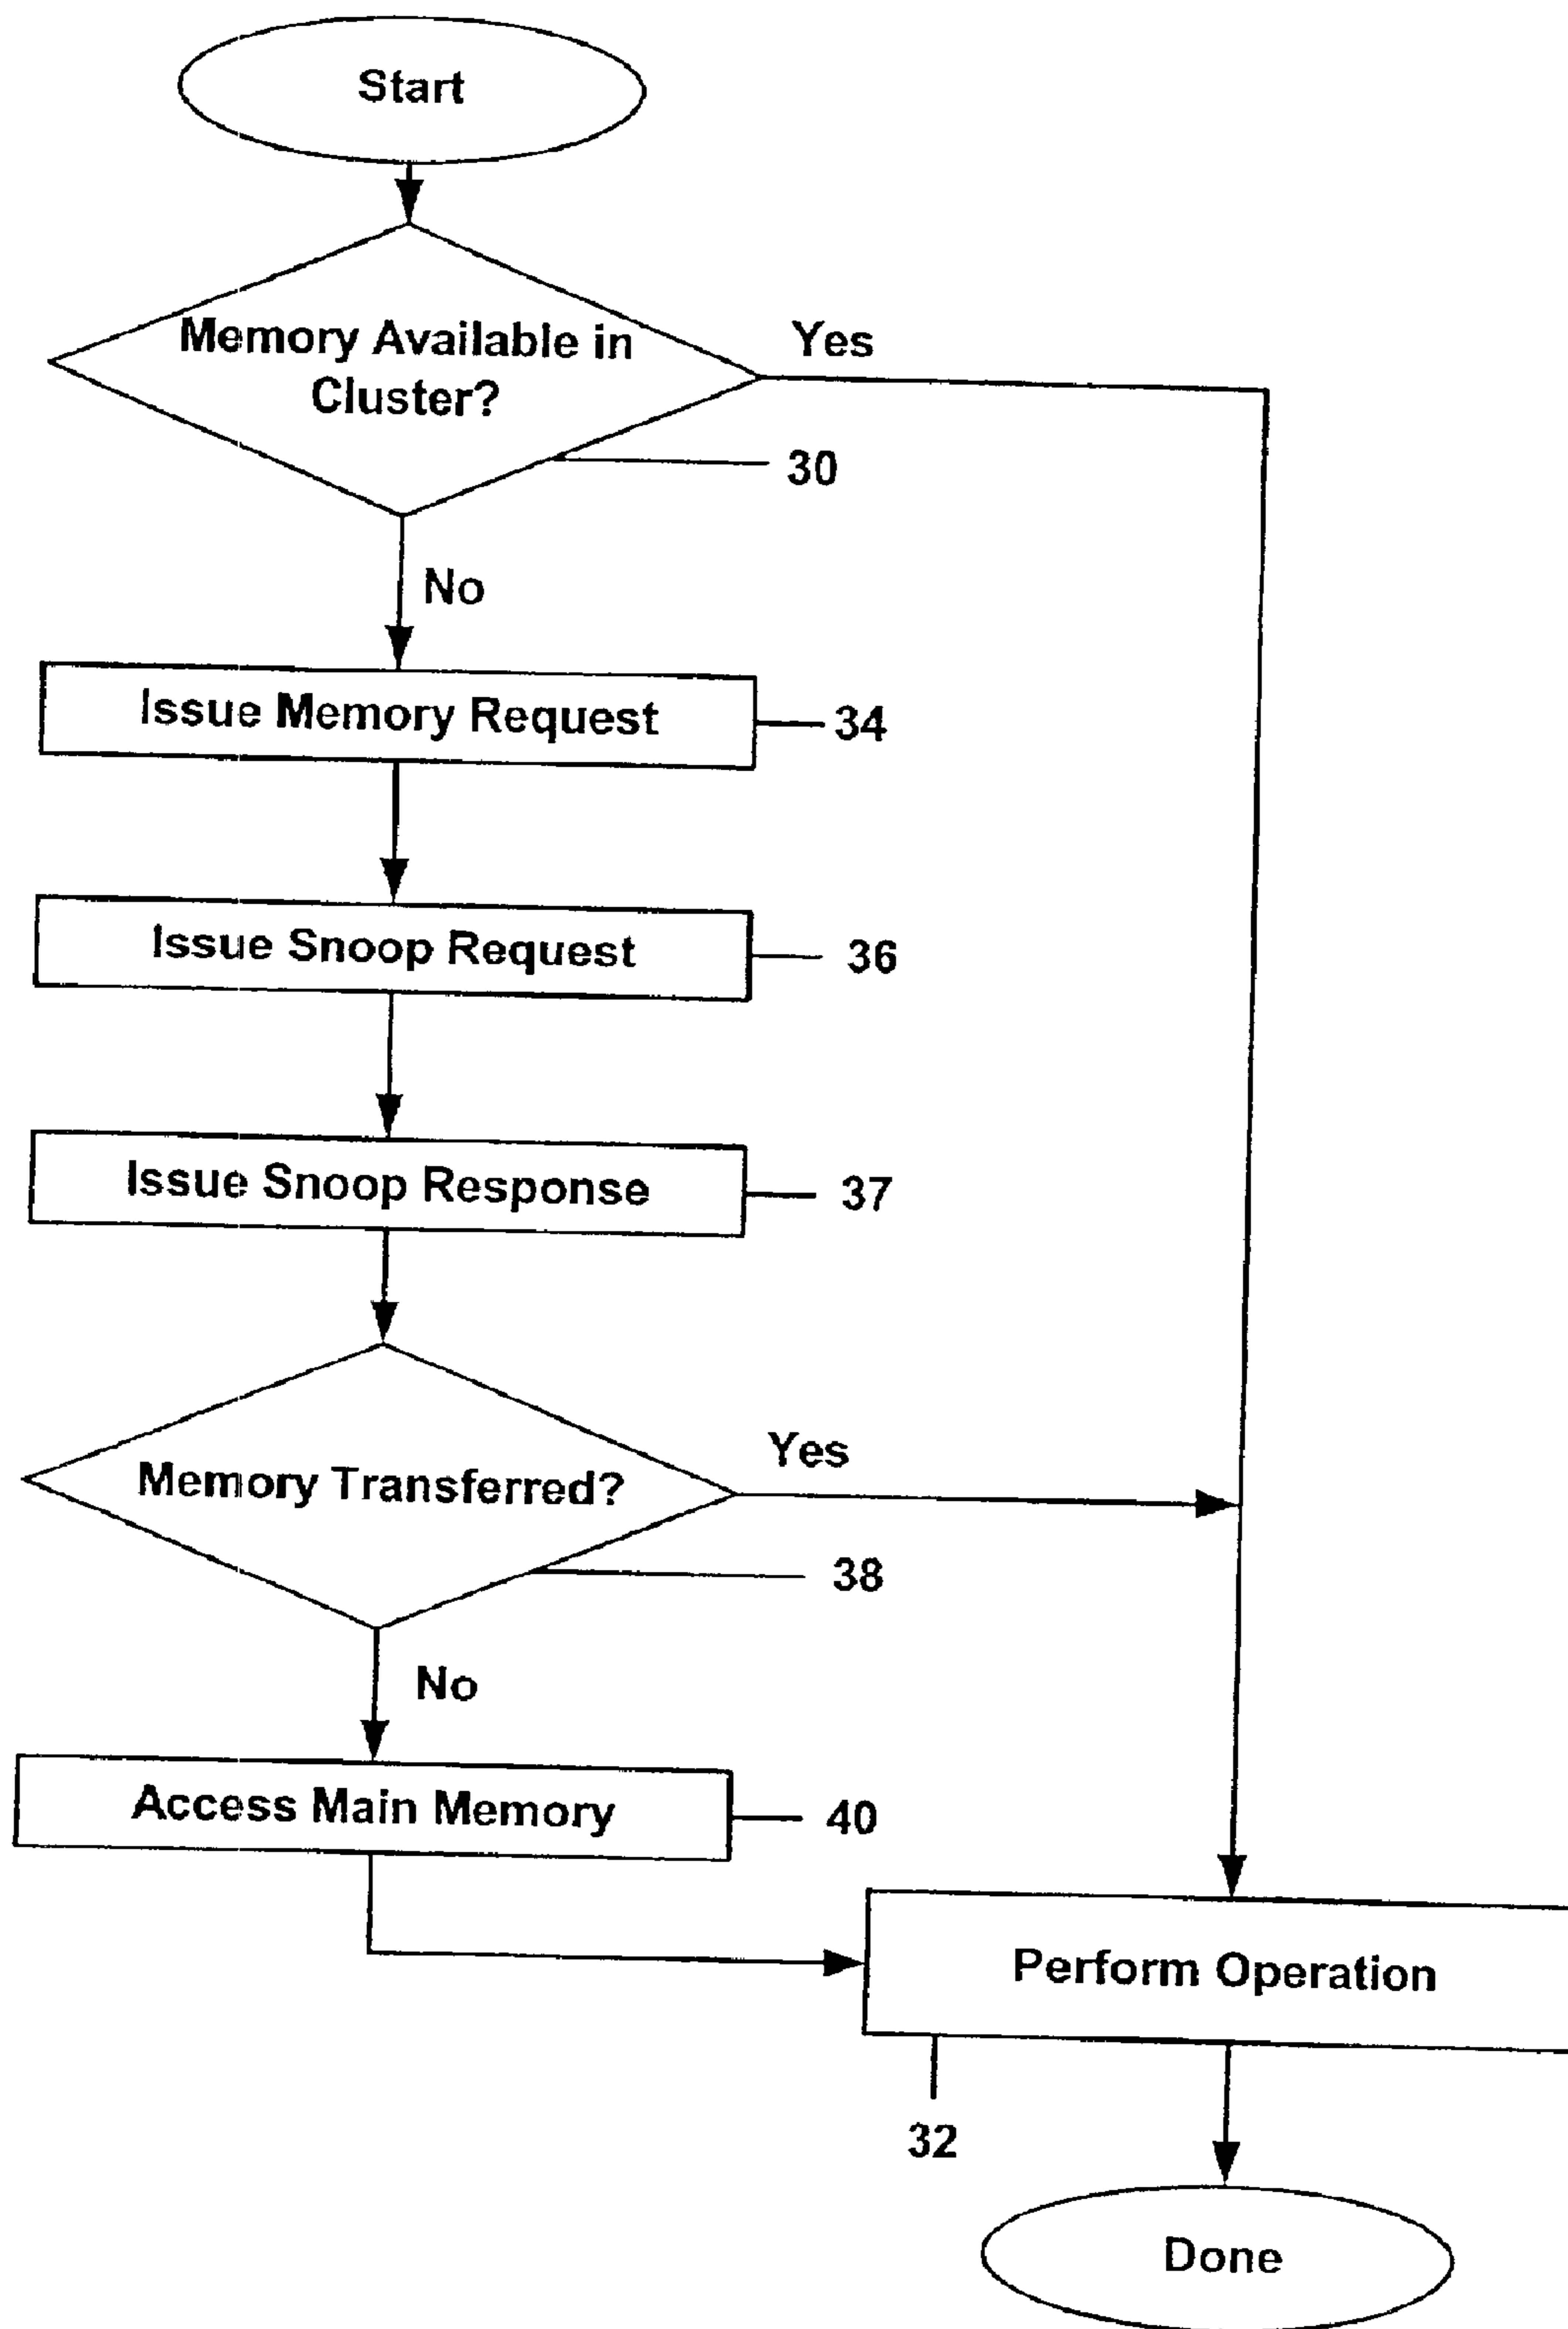 Start
Memory Available in
Cluster?
Yes
30
No
Issue Memory Request
34
Issue Snoop Request
36
Issue Snoop Response
37
Memory Transferred?
Yes
38
No
Access Main Memory
40
Perform Operation
32
Done